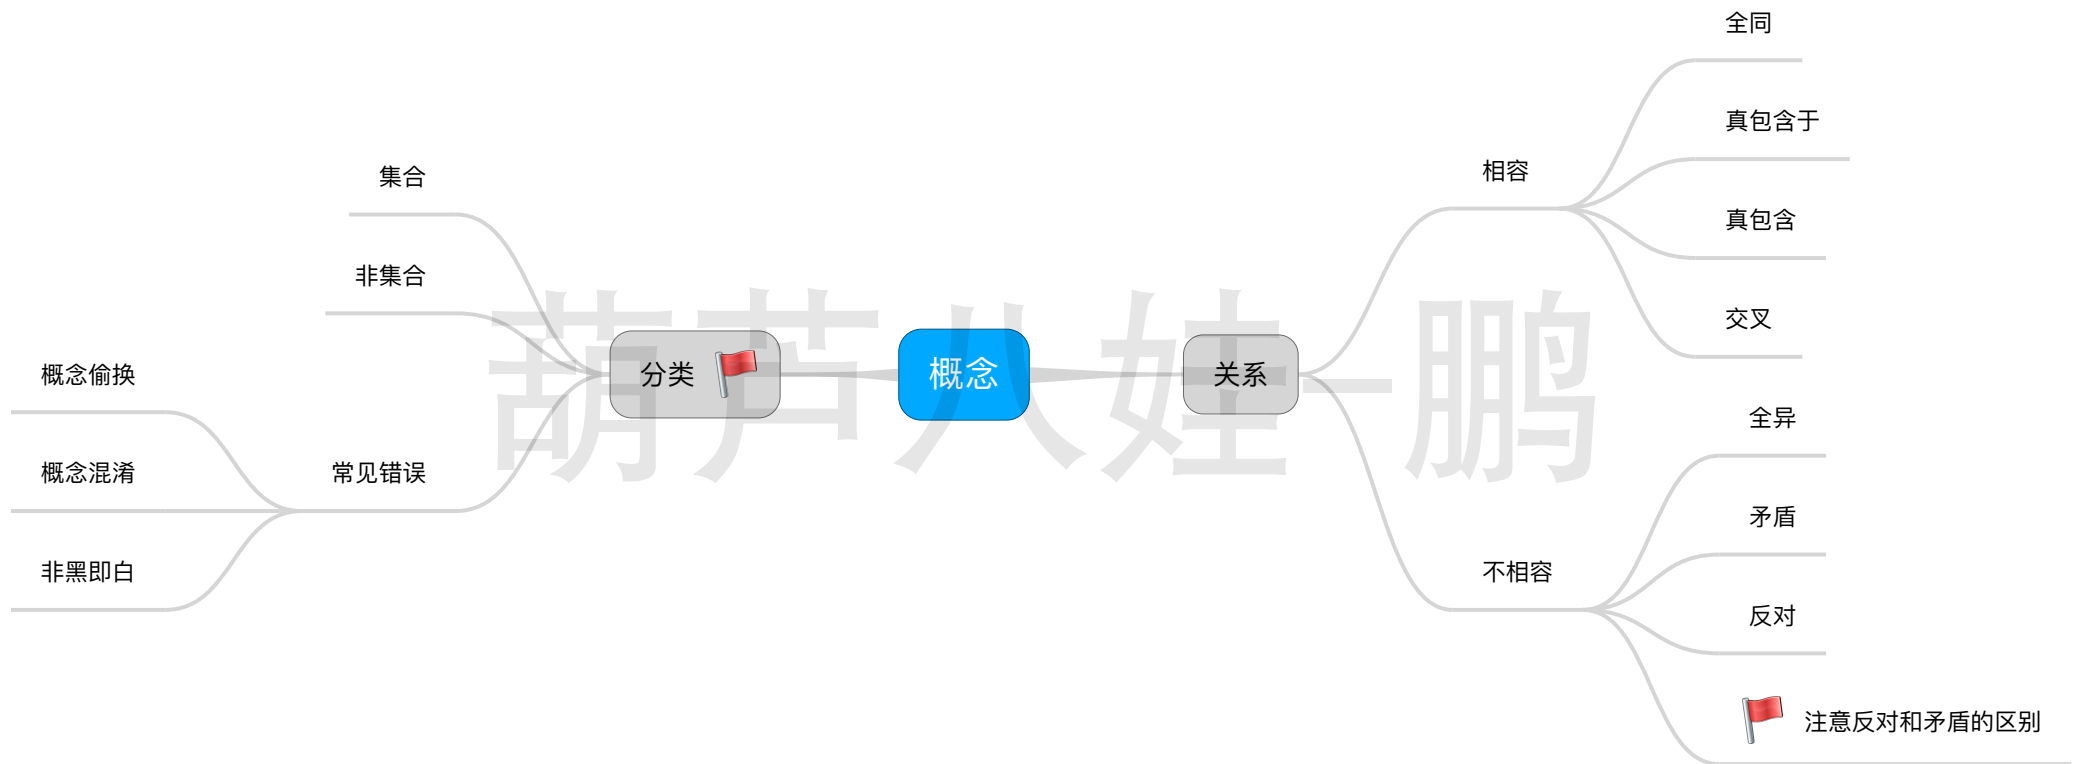 概念
分类
集合
非集合
常见错误
概念偷换
概念混淆
非黑即白
关系
相容
全同
真包含于
真包含
交叉
不相容
全异
矛盾
反对
注意反对和矛盾的区别
葫芦八娃—鹏